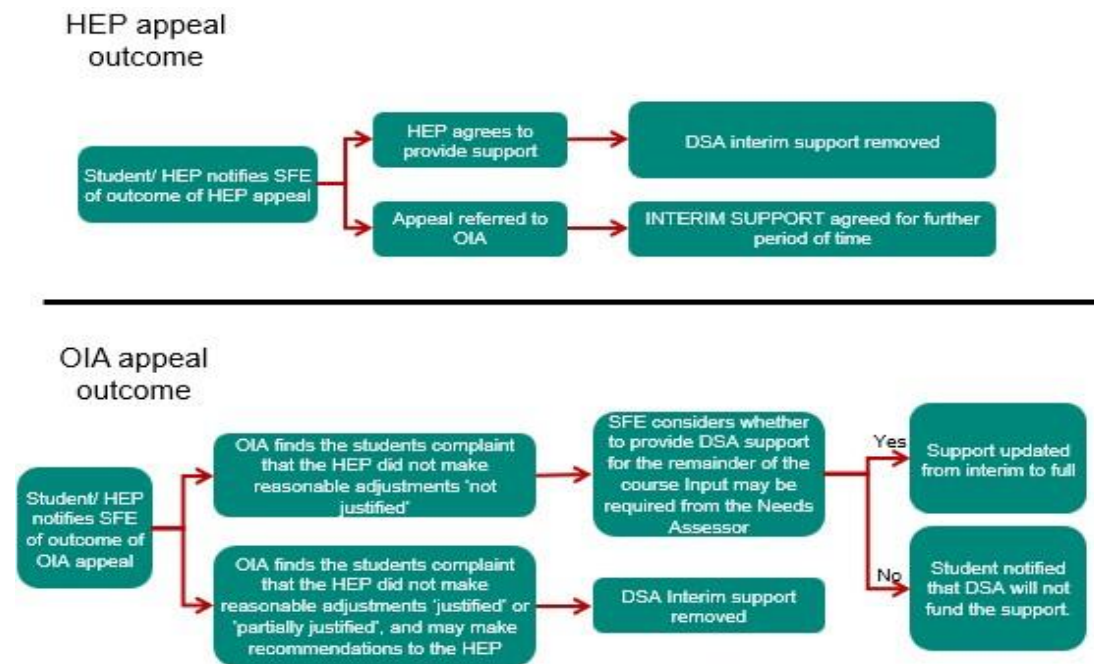 HEP appeal
outcome
Student/ HEP notifies SFE
of outcome of HEP appeal
HEP agrees to
provide support
DSA interim support removed
Appeal referred to
OIA
INTERIM SUPPORT agreed for further
period of time
OIA appeal
outcome
Student/ HEP
notifies SFE
of outcome of
OIA appeal
OIA finds the students complaint
that the HEP did not make
reasonable adjustments 'not
justified'
SFE considers whether
to provide DSA support
for the remainder of the
course Input may be
required from the Needs
Assessor
Yes
Support updated
from interim to full
No
Student notified
that DSA will not
fund the support.
OIA finds the students complaint
that the HEP did not make
reasonable adjustments 'justified' or
'partially justified', and may make
recommendations to the HEP
DSA Interim support
removed